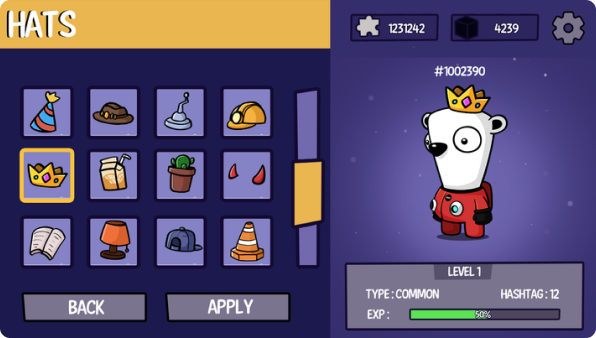 HATS
1231242
4239
#1002390
LEVEL 1
TYPE : COMMON
HASHTAG : 12
EXP :
50%
BACK
APPLY